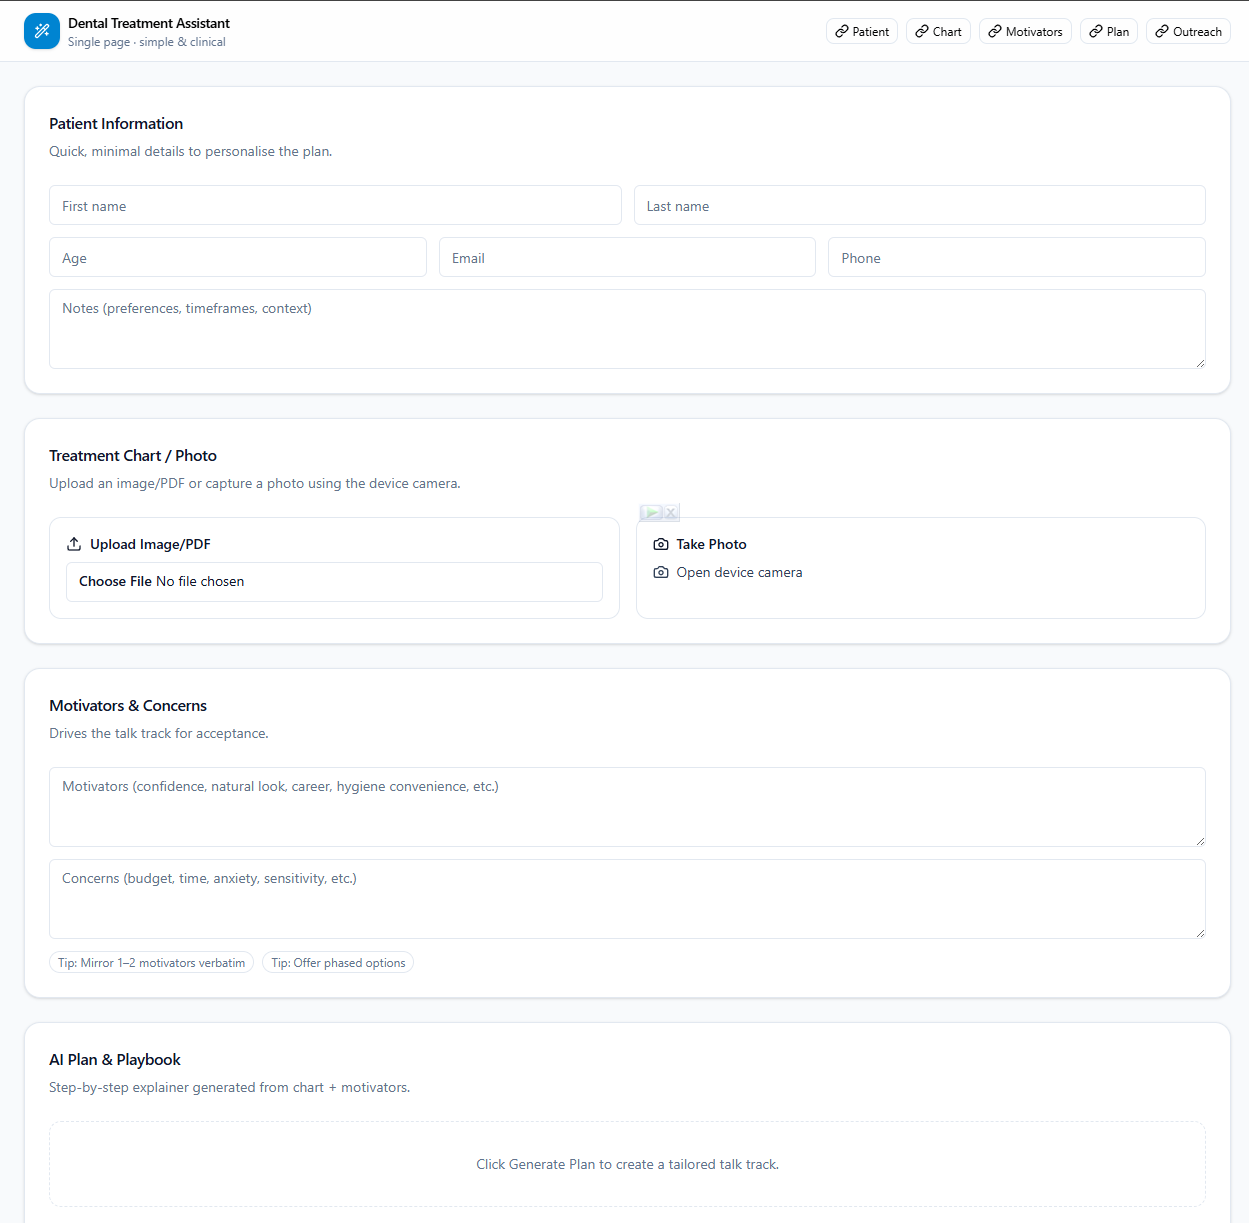 Dental Treatment Assistant
Single page · simple & clinical
Patient
Chart
Motivators
Plan
Outreach
Patient Information
Quick, minimal details to personalise the plan.
First name
Last name
Age
Email
Phone
Notes (preferences, timeframes, context)
Treatment Chart / Photo
Upload an image/PDF or capture a photo using the device camera.
Upload Image/PDF
Choose File No file chosen
Take Photo
Open device camera
Motivators & Concerns
Drives the talk track for acceptance.
Motivators (confidence, natural look, career, hygiene convenience, etc.)
Concerns (budget, time, anxiety, sensitivity, etc.)
Tip: Mirror 1–2 motivators verbatim
Tip: Offer phased options
AI Plan & Playbook
Step-by-step explainer generated from chart + motivators.
Click Generate Plan to create a tailored talk track.